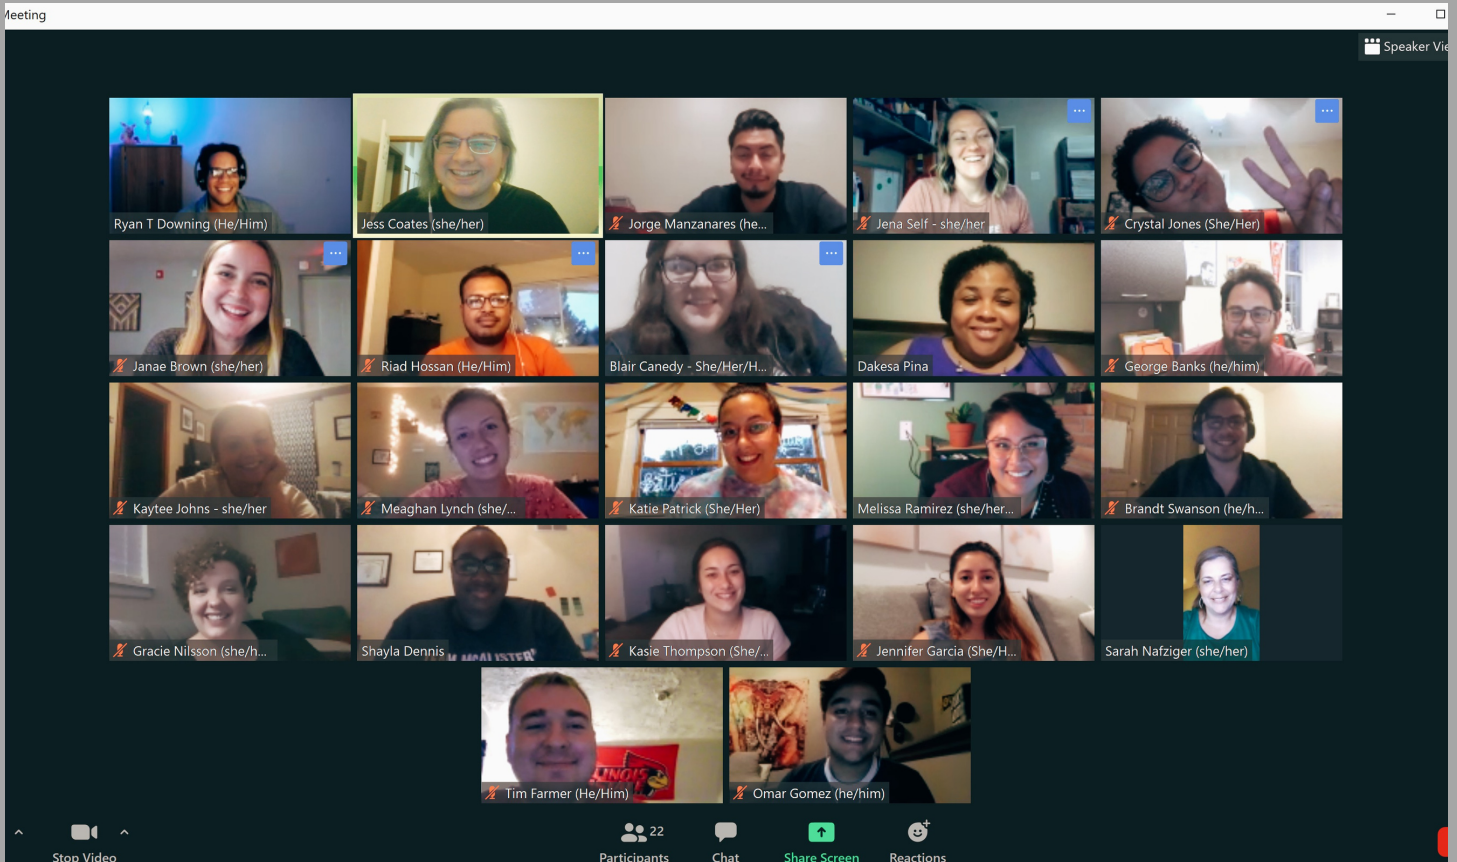 Meeting
Speaker Vie
Ryan T Downing (He/Him)
Jess Coates (she/her)
Jorge Manzanares (he...
Jena Self - she/her
Crystal Jones (She/Her)
Janae Brown (she/her)
Riad Hossan (He/Him)
Blair Canedy - She/Her/H...
Dakesa Pina
George Banks (he/him)
Kaytee Johns - she/her
Meaghan Lynch (she/...
Katie Patrick (She/Her)
Melissa Ramirez (she/her...
Brandt Swanson (he/h...
Gracie Nilsson (she/h...
Shayla Dennis
McALISTER
Kasie Thompson (She/...
Jennifer Garcia (She/H...
Sarah Nafziger (she/her)
LINOIS
Tim Farmer (He/Him)
Omar Gomez (he/him)
22
Stop Video
Participants
Chat
Share Screen
Reactions